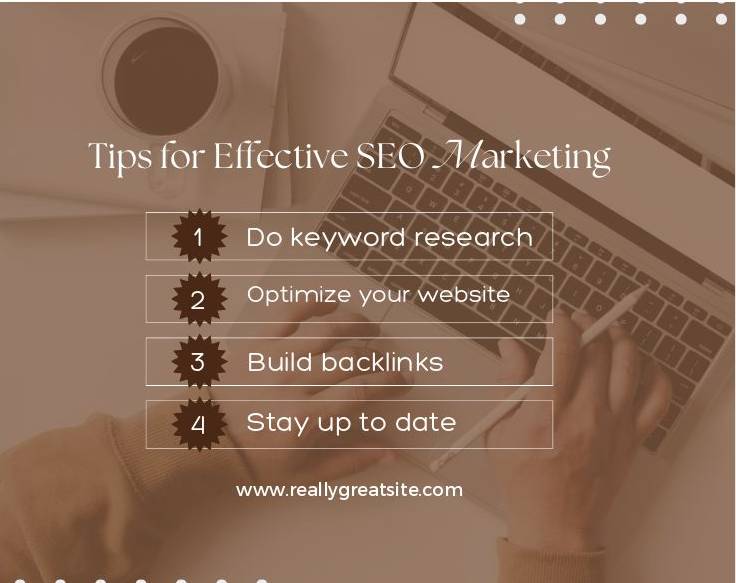 Tips for Effective SEO Marketing
1 Do keyword research
2 Optimize your website
3 Build backlinks
4 Stay up to date
www.reallygreatsite.com